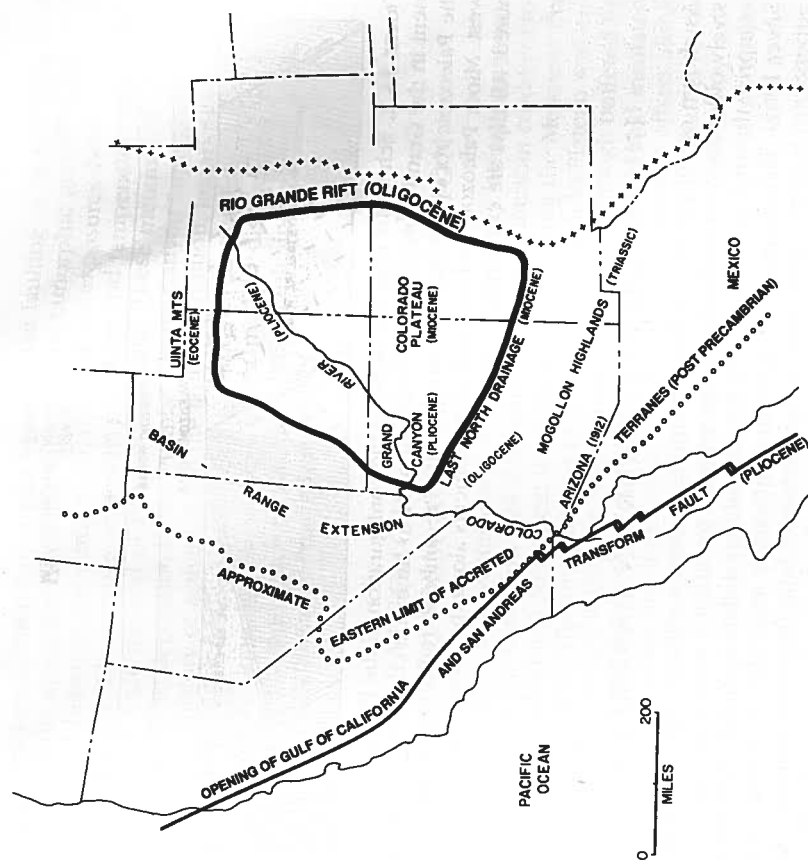 UINTA MTS
(EOCENE)
RIO GRANDE RIFT (OLIGOCENE)
(PLIOCENE)
RIVER
COLORADO
PLATEAU
(MIOCENE)
GRAND
CANYON
(PLIOCENE)
LAST NORTH DRAINAGE
(MIOCENE)
(OLIGOCENE)
MOGOLLON HIGHLANDS
(TRIASSIC)
BASIN
RANGE
EXTENSION
COLORADO
ARIZONA (1912)
MEXICO
APPROXIMATE
EASTERN LIMIT OF ACCRETED
TERRANES (POST PRECAMBRIAN)
OPENING OF GULF OF CALIFORNIA
AND SAN ANDREAS
TRANSFORM
FAULT
(PLIOCENE)
PACIFIC
OCEAN
0
200
MILES